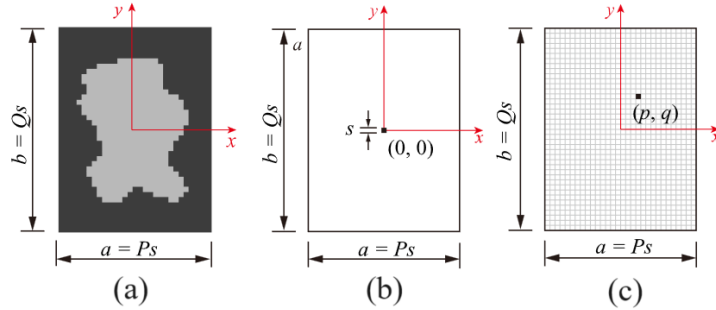 y
x
b = Qs
a = Ps
(a)
y
a
s
(0, 0)
x
b = Qs
a = Ps
(b)
y
(p, q)
x
b = Qs
a = Ps
(c)